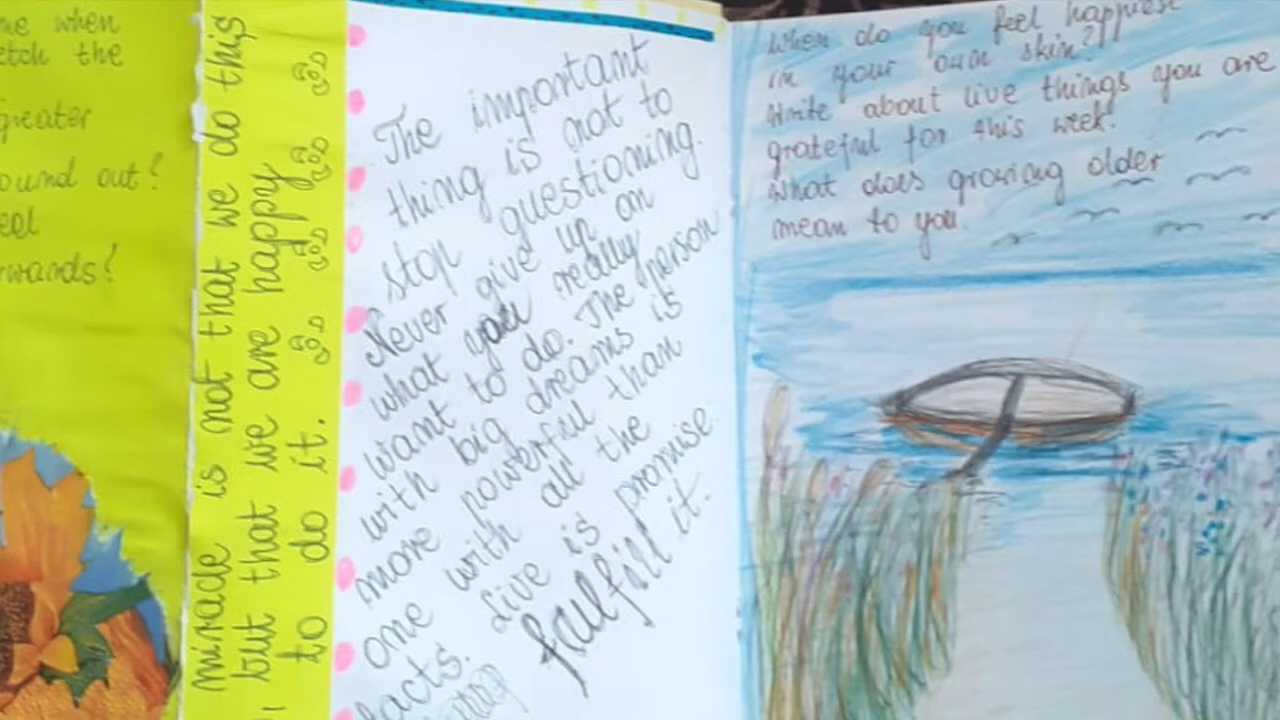 me when
etch the
greater
ound out?
eel
wards?
miracle is not that we do this
but that we are happy
to do it.
The important
thing is not to
stop questioning.
Never give up on
what you really
want to do. The person
with big dreams is
more powerful than
one with all the
facts. Live is promise
faulfill it.
When do you feel happiest
in your own skin?
Write about live things you are
grateful for this week.
What does growing older
mean to you.